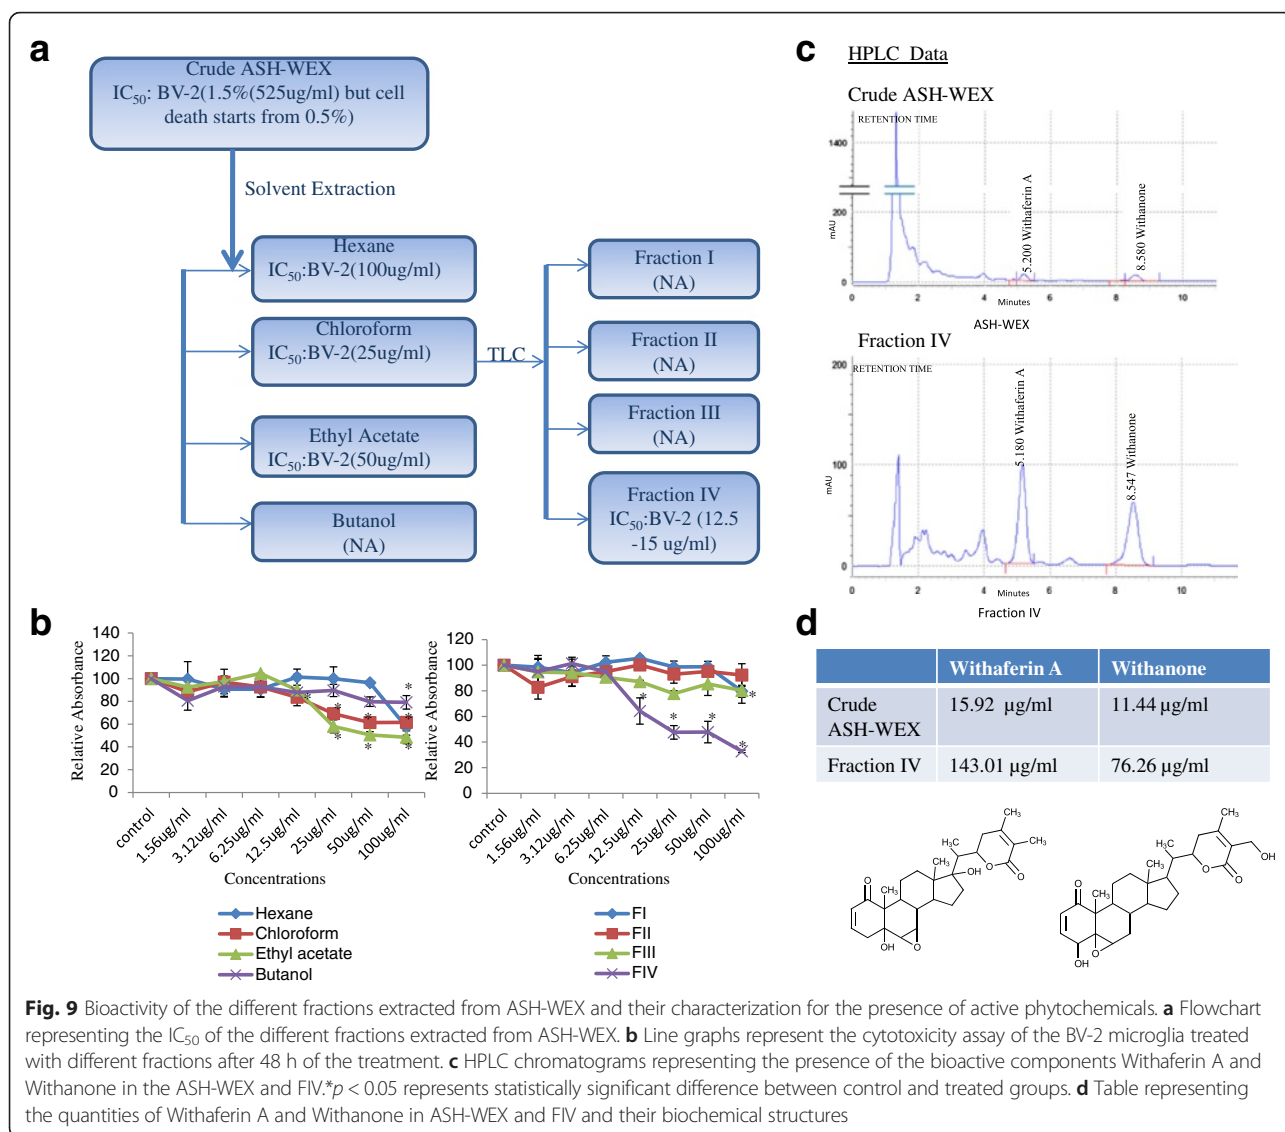 a
Crude ASH-WEX
IC50: BV-2(1.5%(525ug/ml) but cell
death starts from 0.5%)
Solvent Extraction
Hexane
IC50:BV-2(100ug/ml)
Chloroform
IC50:BV-2(25ug/ml)
Ethyl Acetate
IC50:BV-2(50ug/ml)
Butanol
(NA)
TLC
Fraction I
(NA)
Fraction II
(NA)
Fraction III
(NA)
Fraction IV
IC50:BV-2 (12.5
-15 ug/ml)
b
Relative Absorbance
140
120
100
80
60
40
20
0
* * * * * * * *
control
1.56ug/ml
3.12ug/ml
6.25ug/ml
12.5ug/ml
25ug/ml
50ug/ml
100ug/ml
Concentrations
Hexane
Chloroform
Ethyl acetate
Butanol
Relative Absorbance
120
100
80
60
40
20
0
* * * * *
control
1.56ug/ml
3.12ug/ml
6.25ug/ml
12.5ug/ml
25ug/ml
50ug/ml
100ug/ml
Concentrations
FI
FII
FIII
FIV
c
HPLC Data
Crude ASH-WEX
RETENTION TIME
1400
200
0
mAU
5.200 Withaferin A
8.580 Withanone
0 2 4 Minutes 6 8 10
ASH-WEX
Fraction IV
RETENTION TIME
200
100
0
mAU
5.180 Withaferin A
8.547 Withanone
0 2 4 Minutes 6 8 10
Fraction IV
d
Withaferin A Withanone
Crude ASH-WEX 15.92 µg/ml 11.44 µg/ml
Fraction IV 143.01 µg/ml 76.26 µg/ml
CH3
H3C
CH3
CH3
O
O
OH
O
CH3
OH
O
CH3
H3C
OH
CH3
O
O
O
CH3
O
OH
Fig. 9 Bioactivity of the different fractions extracted from ASH-WEX and their characterization for the presence of active phytochemicals. a Flowchart
representing the IC50 of the different fractions extracted from ASH-WEX. b Line graphs represent the cytotoxicity assay of the BV-2 microglia treated
with different fractions after 48 h of the treatment. c HPLC chromatograms representing the presence of the bioactive components Withaferin A and
Withanone in the ASH-WEX and FIV.*p < 0.05 represents statistically significant difference between control and treated groups. d Table representing
the quantities of Withaferin A and Withanone in ASH-WEX and FIV and their biochemical structures